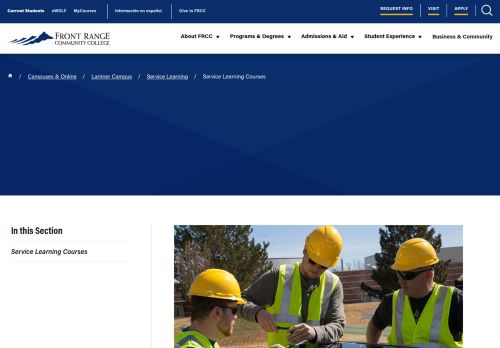 Current Students eWOLF MyCourses Información en español Give to FRCC REQUEST INFO VISIT APPLY
FRONT RANGE
COMMUNITY COLLEGE
About FRCC Programs & Degrees Admissions & Aid Student Experience Business & Community
/ Campuses & Online / Larimer Campus / Service Learning / Service Learning Courses
In this Section
Service Learning Courses